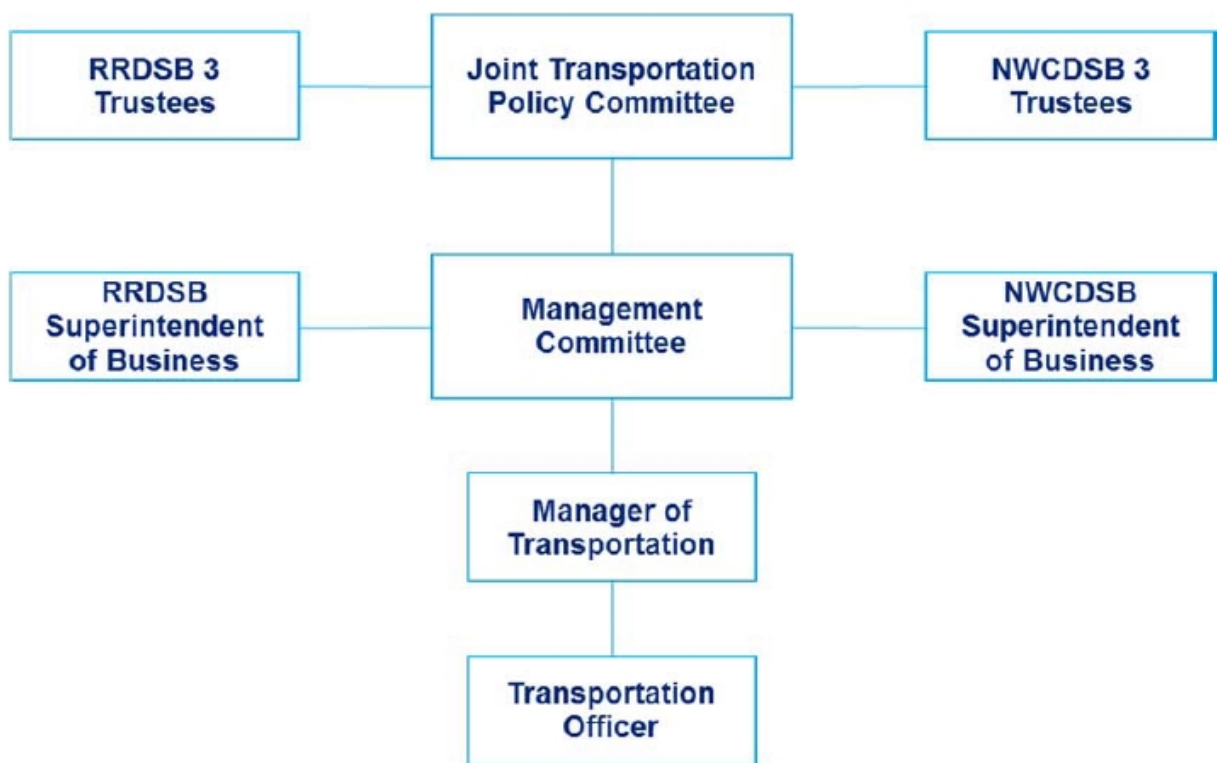 RRDSB 3
Trustees
Joint Transportation
Policy Committee
NWCDSB 3
Trustees
RRDSB
Superintendent
of Business
Management
Committee
NWCDSB
Superintendent
of Business
Manager of
Transportation
Transportation
Officer